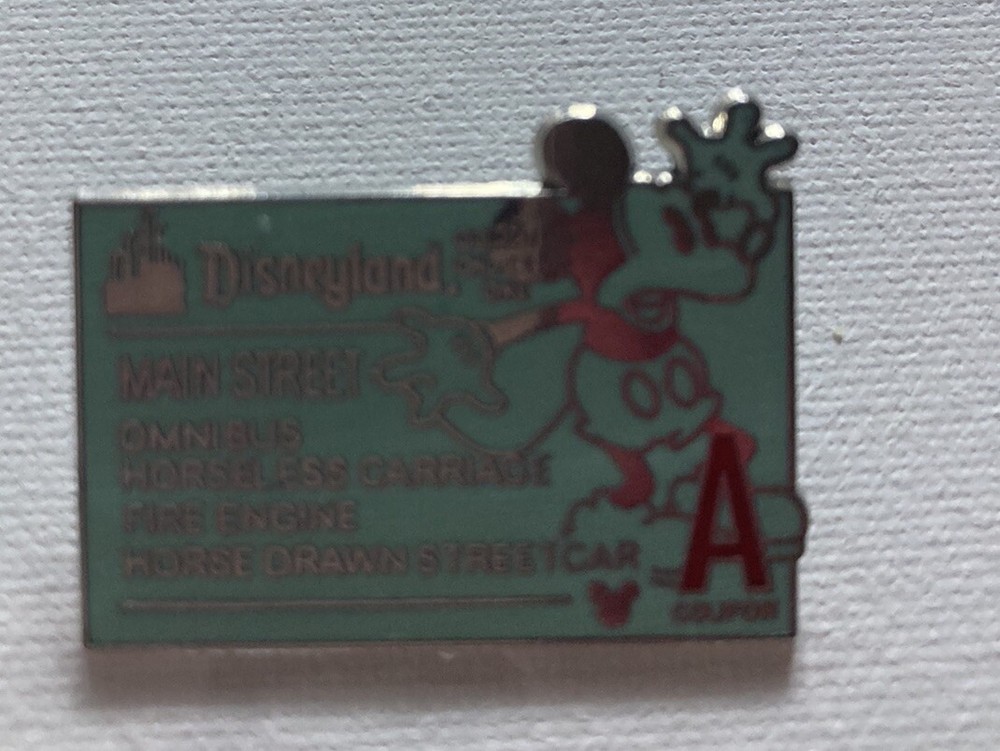 Disneyland.
MAIN STREET
OMNIBUS
HORSELESS CARRIAGE
FIRE ENGINE
HORSE DRAWN STREETCAR
A
COUPON